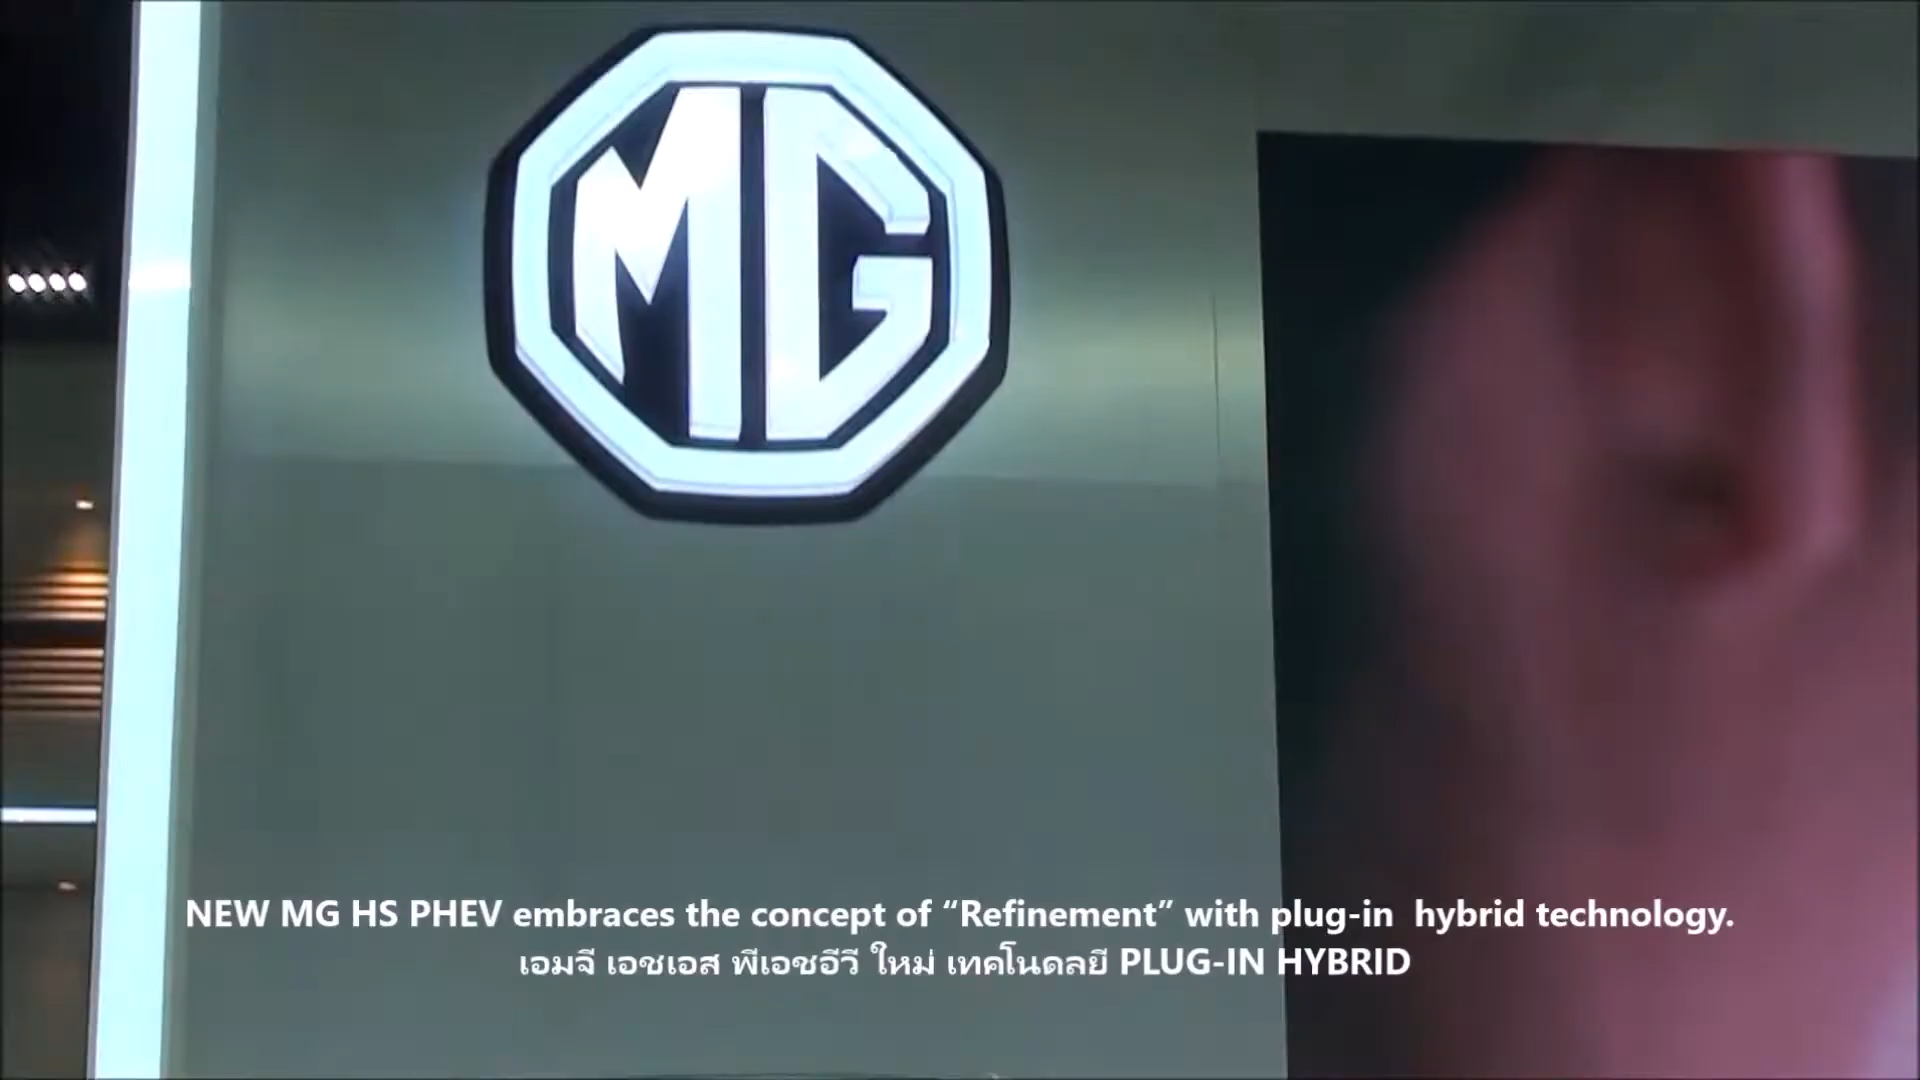 MG
NEW MG HS PHEV embraces the concept of “Refinement” with plug-in  hybrid technology.
เอมจี เอชเอส พีเอชอีวี ใหม่ เทคโนดลยี PLUG-IN HYBRID